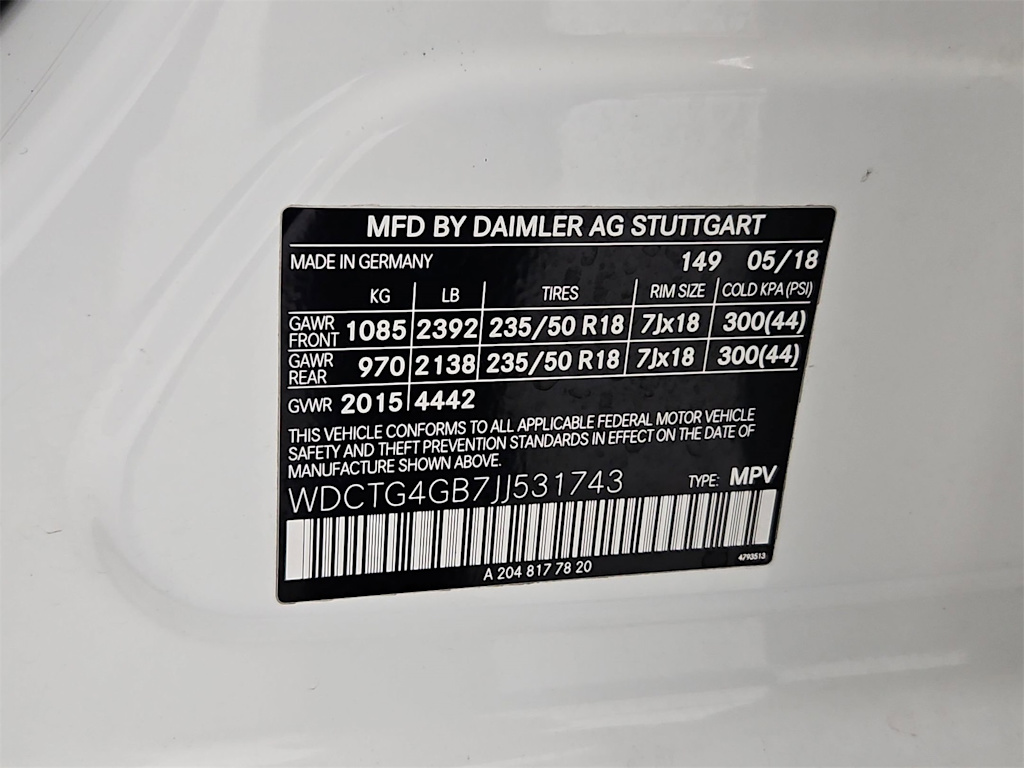 MFD BY DAIMLER AG STUTTGART
MADE IN GERMANY 149 05/18
KG LB TIRES RIM SIZE COLD KPA (PSI)
GAWR FRONT 1085 2392 235/50 R18 7Jx18 300(44)
GAWR REAR 970 2138 235/50 R18 7Jx18 300(44)
GVWR 2015 4442
THIS VEHICLE CONFORMS TO ALL APPLICABLE FEDERAL MOTOR VEHICLE
SAFETY AND THEFT PREVENTION STANDARDS IN EFFECT ON THE DATE OF
MANUFACTURE SHOWN ABOVE.
WDCTG4GB7JJ531743 TYPE: MPV
4793513
A 204 817 78 20